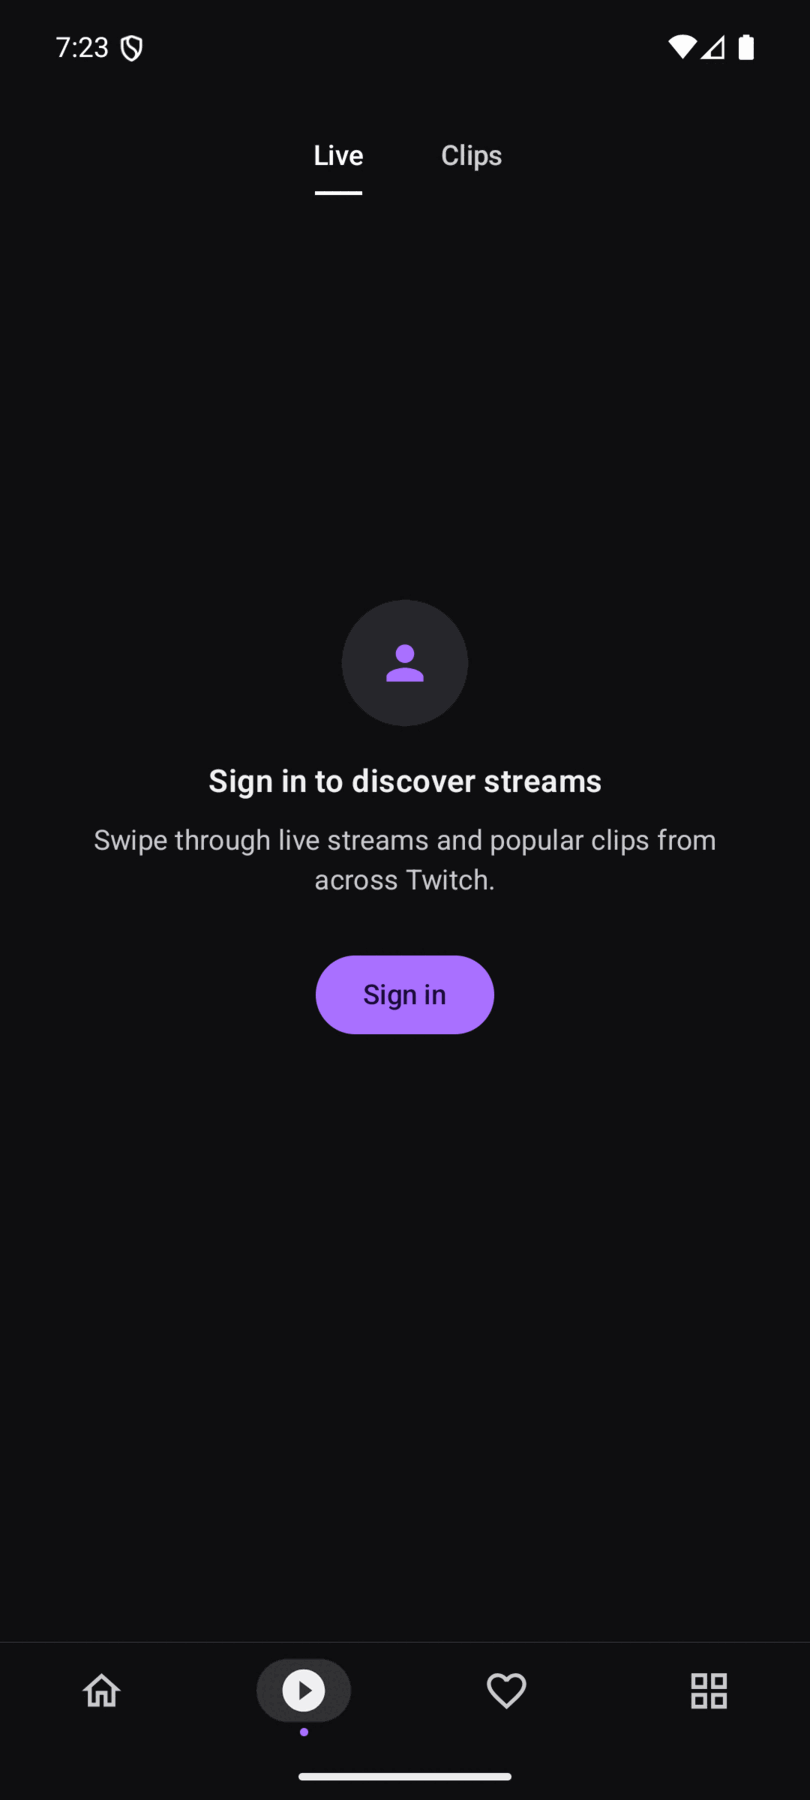 7:23
Live
Clips
Sign in to discover streams
Swipe through live streams and popular clips from
across Twitch.
Sign in